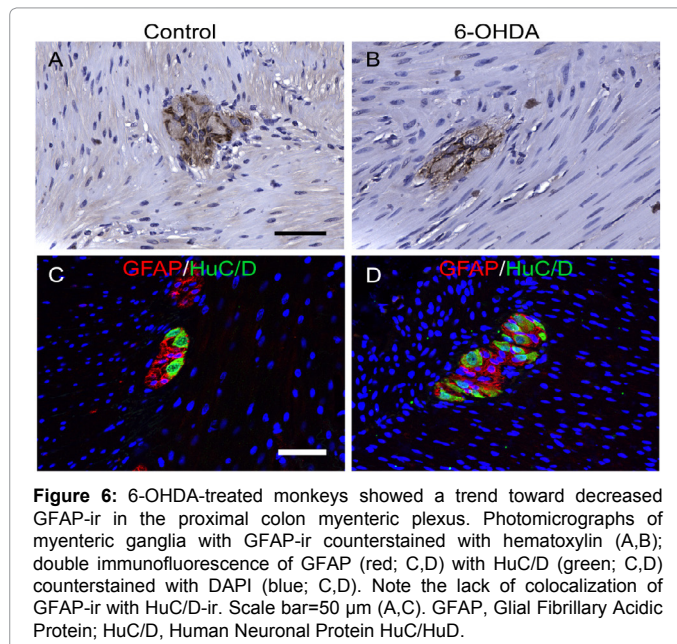 Control 6-OHDA
A B
GFAP/HuC/D GFAP/HuC/D
C D
Figure 6: 6-OHDA-treated monkeys showed a trend toward decreased
GFAP-ir in the proximal colon myenteric plexus. Photomicrographs of
myenteric ganglia with GFAP-ir counterstained with hematoxylin (A,B);
double immunofluorescence of GFAP (red; C,D) with HuC/D (green; C,D)
counterstained with DAPI (blue; C,D). Note the lack of colocalization of
GFAP-ir with HuC/D-ir. Scale bar=50 µm (A,C). GFAP, Glial Fibrillary Acidic
Protein; HuC/D, Human Neuronal Protein HuC/HuD.